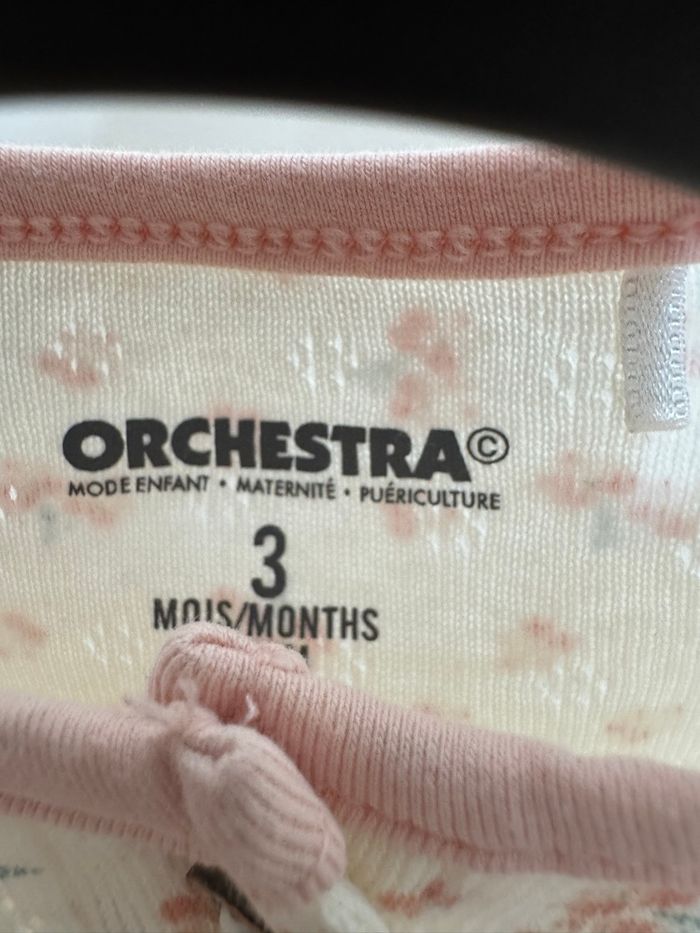 ORCHESTRA©
MODE ENFANT • MATERNITÉ • PUÉRICULTURE
3
MOIS/MONTHS